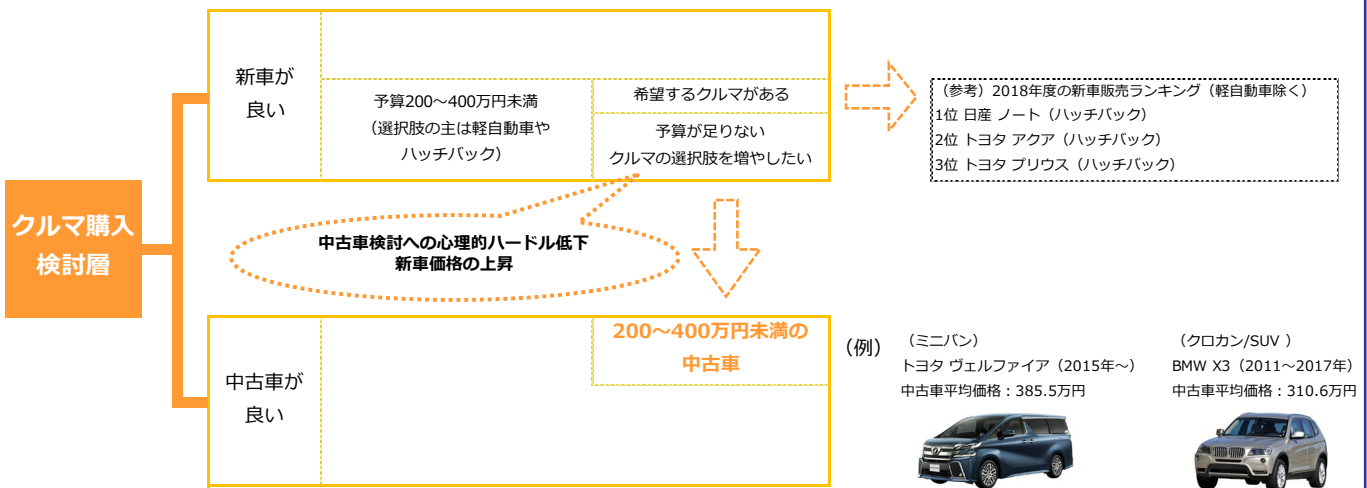 新車が
良い
予算200～400万円未満
（選択肢の主は軽自動車や
ハッチバック）
希望するクルマがある
予算が足りない
クルマの選択肢を増やしたい
（参考）2018年度の新車販売ランキング（軽自動車除く）
1位 日産 ノート（ハッチバック）
2位 トヨタ アクア（ハッチバック）
3位 トヨタ プリウス（ハッチバック）
クルマ購入
検討層
中古車検討への心理的ハードル低下
新車価格の上昇
中古車が
良い
200～400万円未満の
中古車
（例）
（ミニバン）
トヨタ ヴェルファイア（2015年～）
中古車平均価格：385.5万円
（クロカン/SUV ）
BMW X3（2011～2017年）
中古車平均価格：310.6万円